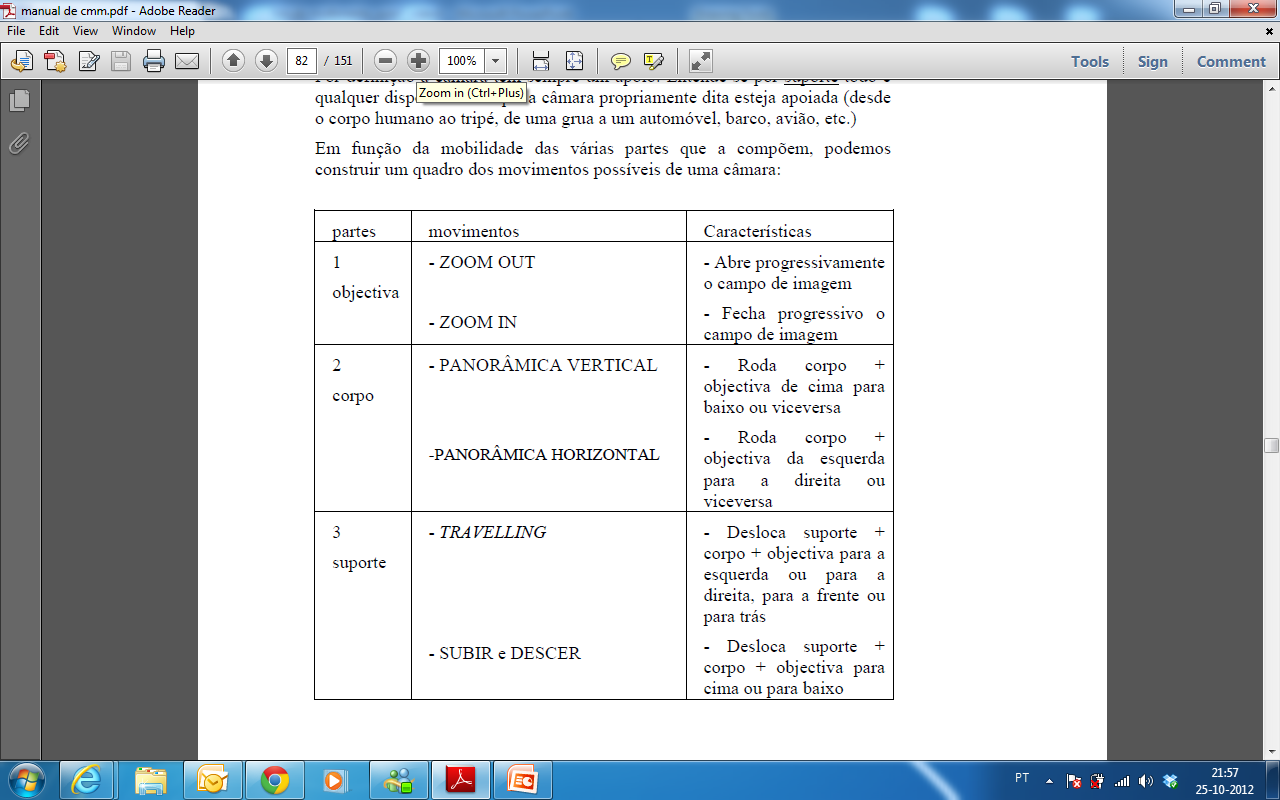 manual de cmm.pdf - Adobe Reader
File Edit View Window Help
82 / 151 100% Tools Sign Comment
Zoom in (Ctrl+Plus)
qualquer a câmara propriamente dita esteja apoiada (desde
o corpo humano ao tripé, de uma grua a um automóvel, barco, avião, etc.)
Em função da mobilidade das várias partes que a compõem, podemos
construir um quadro dos movimentos possíveis de uma câmara:
partes movimentos Características
1
objectiva
- ZOOM OUT
- Abre progressivamente
o campo de imagem
- ZOOM IN
- Fecha progressivo o
campo de imagem
2
corpo
- PANORÂMICA VERTICAL
- Roda corpo +
objectiva de cima para
baixo ou viceversa
-PANORÂMICA HORIZONTAL
- Roda corpo +
objectiva da esquerda
para a direita ou
viceversa
3
suporte
- TRAVELLING
- Desloca suporte +
corpo + objectiva para a
esquerda ou para a
direita, para a frente ou
para trás
- SUBIR e DESCER
- Desloca suporte +
corpo + objectiva para
cima ou para baixo
PT
21:57
25-10-2012